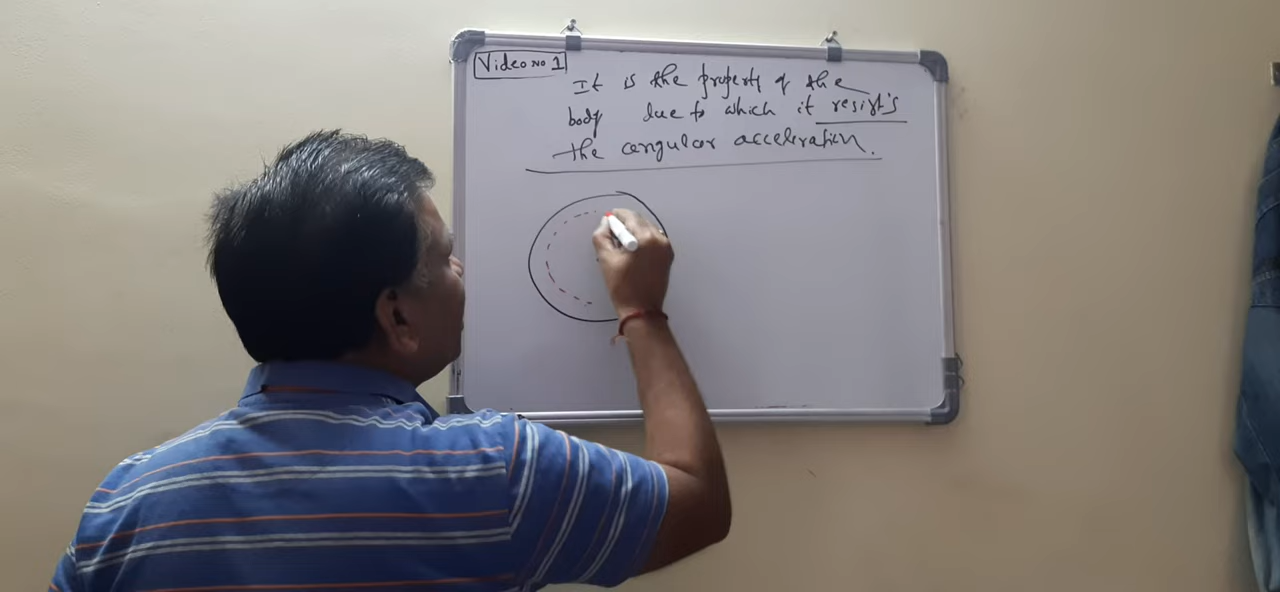 Video No 1
It is the property of the
body due to which it resist's
the angular acceleration.